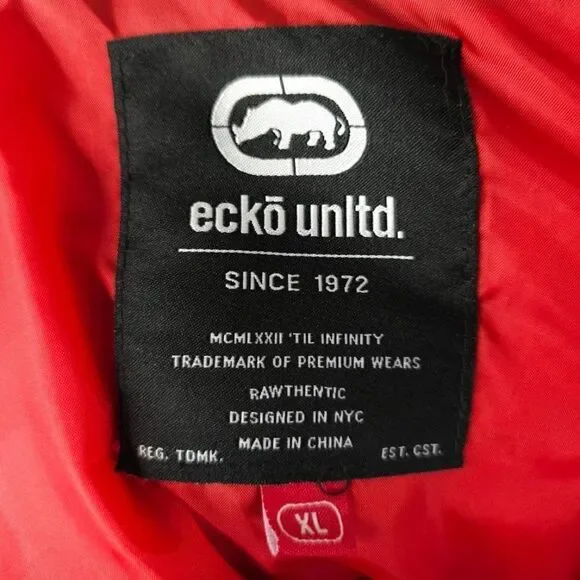 eckō unltd.
SINCE 1972
MCMLXXII 'TIL INFINITY
TRADEMARK OF PREMIUM WEARS
RAWTHENTIC
DESIGNED IN NYC
MADE IN CHINA
REG. TDMK. EST. CST.
XL